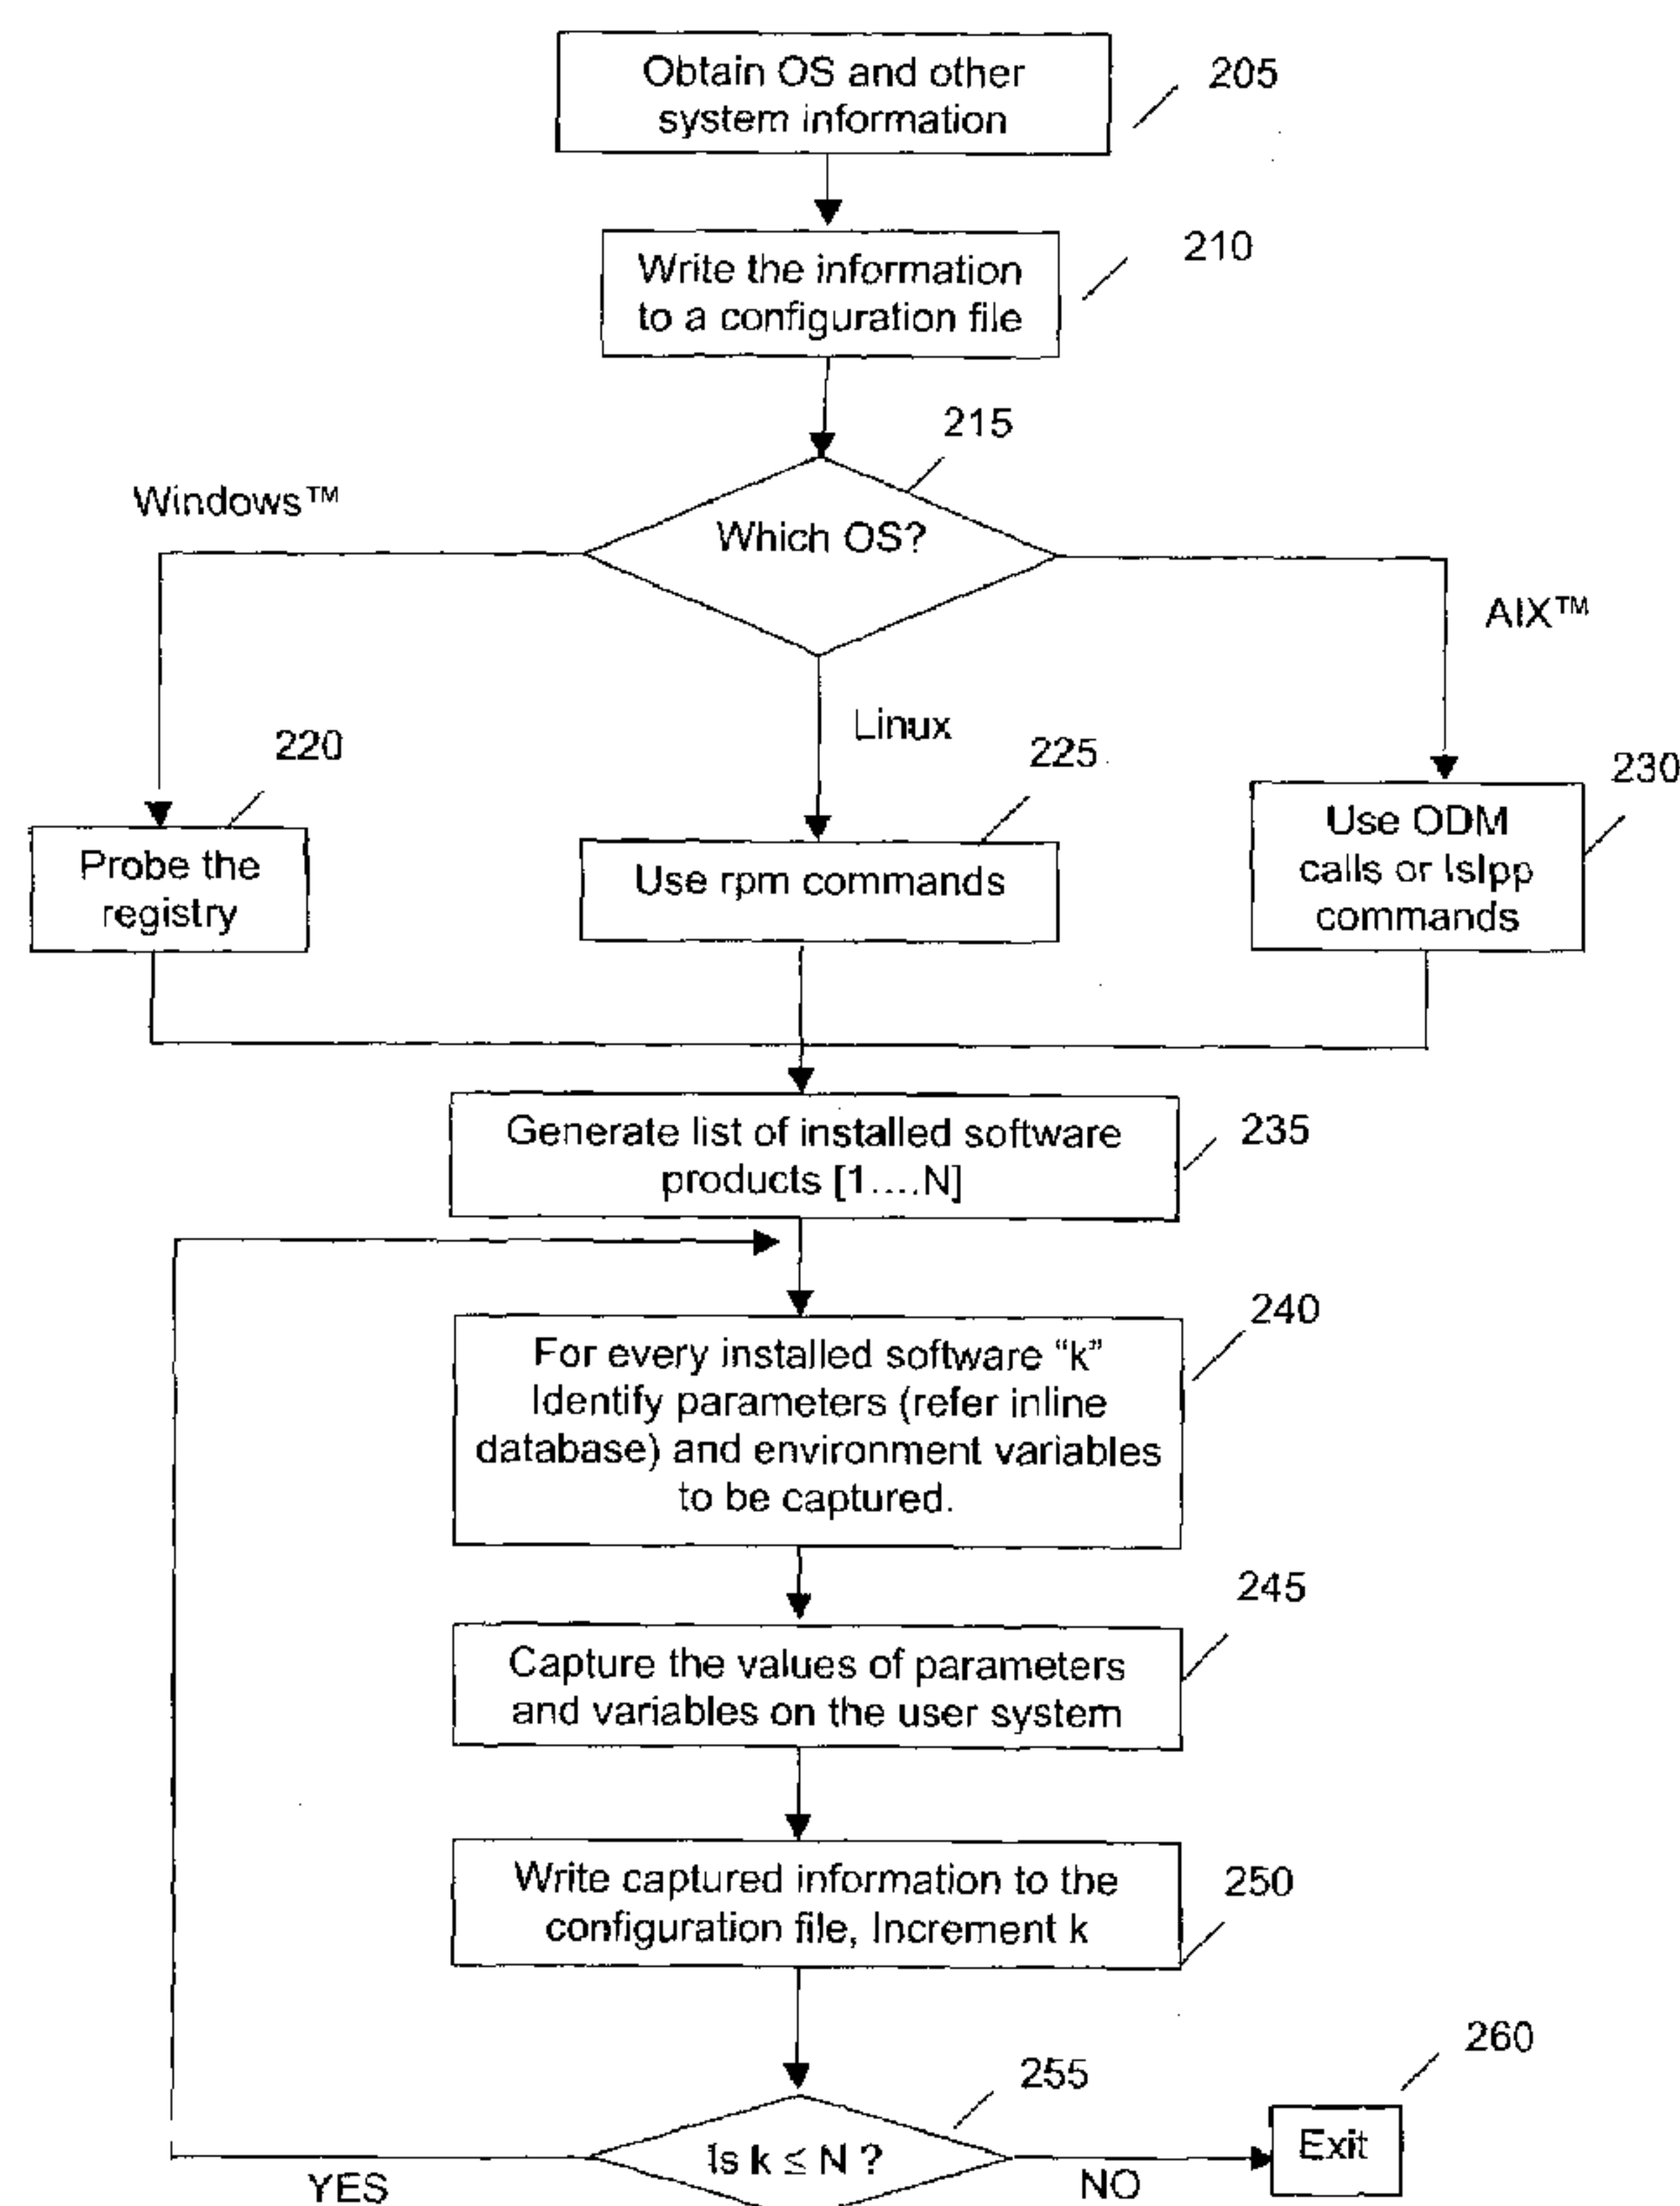 Obtain OS and other
system information
205
Write the information
to a configuration file
210
215
Which OS?
Windows™
Linux
AIX™
220
Probe the
registry
225
Use rpm commands
230
Use ODM
calls or lslpp
commands
Generate list of installed software
products [1....N]
235
240
For every installed software “k”
Identify parameters (refer inline
database) and environment variables
to be captured.
245
Capture the values of parameters
and variables on the user system
Write captured information to the
configuration file, Increment k
250
255
Is k ≤ N ?
YES
NO
260
Exit